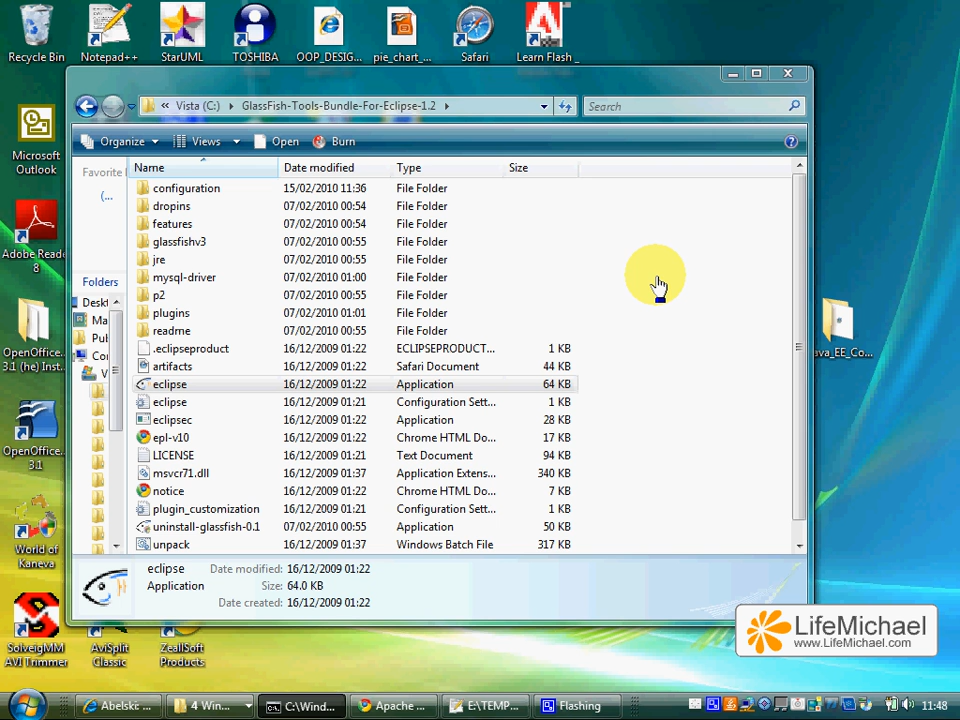 Recycle Bin
Notepad++
StarUML
TOSHIBA
OOP_DESIG...
pie_chart_...
Safari
Learn Flash _
Microsoft Outlook
Adobe Reade 8
OpenOffice. 3.1 (he) Inst
OpenOffice. 3.1
World of Kaneva
SolveigMM AVI Trimmer
AviSplit Classic
ZeallSoft Products
ava_EE_Co...
« Vista (C:) GlassFish-Tools-Bundle-For-Eclipse-1.2
Search
Organize Views Open Burn
Favorite
(...
Folders
Deskt
Ma
Pub
Cor
V
Name Date modified Type Size
configuration 15/02/2010 11:36 File Folder
dropins 07/02/2010 00:54 File Folder
features 07/02/2010 00:54 File Folder
glassfishv3 07/02/2010 00:55 File Folder
jre 07/02/2010 00:55 File Folder
mysql-driver 07/02/2010 01:00 File Folder
p2 07/02/2010 00:55 File Folder
plugins 07/02/2010 01:01 File Folder
readme 07/02/2010 00:55 File Folder
.eclipseproduct 16/12/2009 01:22 ECLIPSEPRODUCT... 1 KB
artifacts 16/12/2009 01:22 Safari Document 44 KB
eclipse 16/12/2009 01:22 Application 64 KB
eclipse 16/12/2009 01:21 Configuration Sett... 1 KB
eclipsec 16/12/2009 01:22 Application 28 KB
epl-v10 16/12/2009 01:22 Chrome HTML Do... 17 KB
LICENSE 16/12/2009 01:21 Text Document 94 KB
msvcr71.dll 16/12/2009 01:37 Application Extens... 340 KB
notice 16/12/2009 01:22 Chrome HTML Do... 7 KB
plugin_customization 16/12/2009 01:21 Configuration Sett... 1 KB
uninstall-glassfish-0.1 07/02/2010 00:55 Application 50 KB
unpack 16/12/2009 01:37 Windows Batch File 317 KB
eclipse Date modified: 16/12/2009 01:22
Application Size: 64.0 KB
Date created: 16/12/2009 01:22
LifeMichael
www.LifeMichael.com
Abelski: ...
4 Win...
C:\Wind...
Apache ...
E:\TEMP...
Flashing
11:48